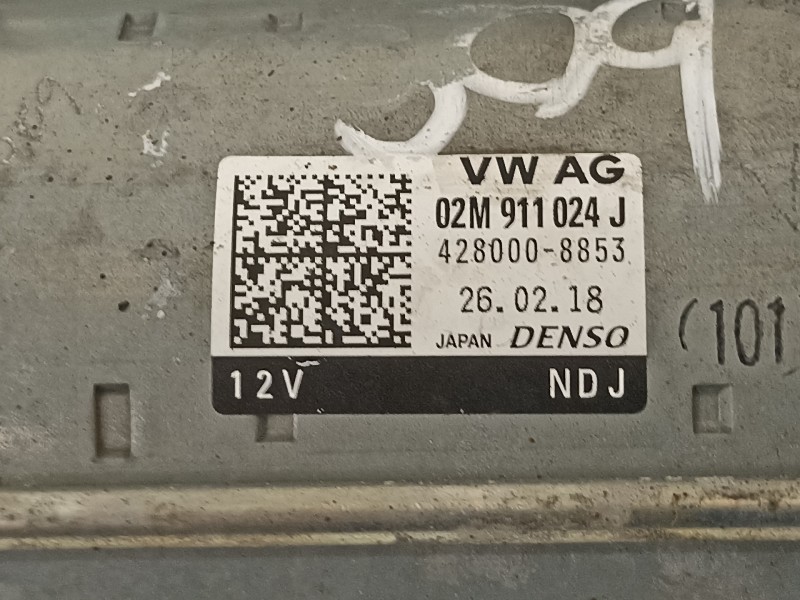 VW AG
02M 911 024 J
428000-8853
26.02.18
JAPAN DENSO
12V NDJ
(101